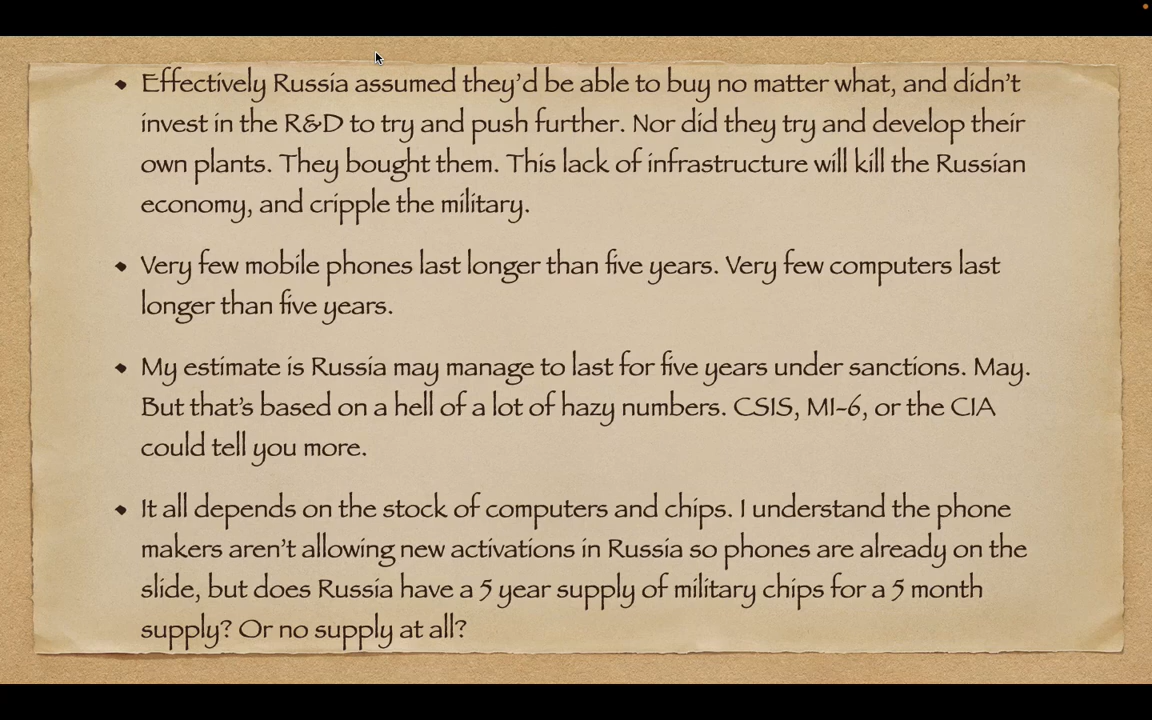 • Effectively Russia assumed they'd be able to buy no matter what, and didn't
invest in the R&D to try and push further. Nor did they try and develop their
own plants. They bought them. This lack of infrastructure will kill the Russian
economy, and cripple the military.
• Very few mobile phones last longer than five years. Very few computers last
longer than five years.
• My estimate is Russia may manage to last for five years under sanctions. May.
But that's based on a hell of a lot of hazy numbers. CSIS, MI-6, or the CIA
could tell you more.
• It all depends on the stock of computers and chips. I understand the phone
makers aren't allowing new activations in Russia so phones are already on the
slide, but does Russia have a 5 year supply of military chips for a 5 month
supply? Or no supply at all?